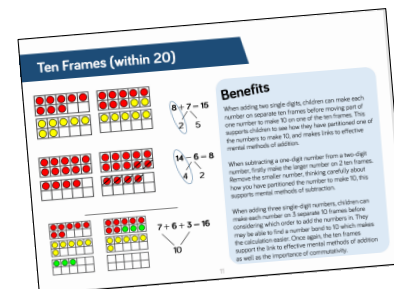 Ten Frames (within 20)
8 + 7 = 15
2 5
14 - 6 = 8
4 2
7 + 6 + 3 = 16
10
Benefits
When adding two single digits, children can make each
number on separate ten frames before moving part of
one number to make 10 on one of the ten frames. This
supports children to see how they have partitioned one of
the numbers to make 10, and makes links to effective
mental methods of addition.
When subtracting a one-digit number from a two-digit
number, firstly make the larger number on 2 ten frames.
Remove the smaller number, thinking carefully about
how you have partitioned the number to make 10, this
supports mental methods of subtraction.
When adding three single-digit numbers, children can
make each number on 3 separate 10 frames before
considering which order to add the numbers in. They
may be able to find a number bond to 10 which makes
the calculation easier. Once again, the ten frames
support the link to effective mental methods of addition
as well as the importance of commutativity.